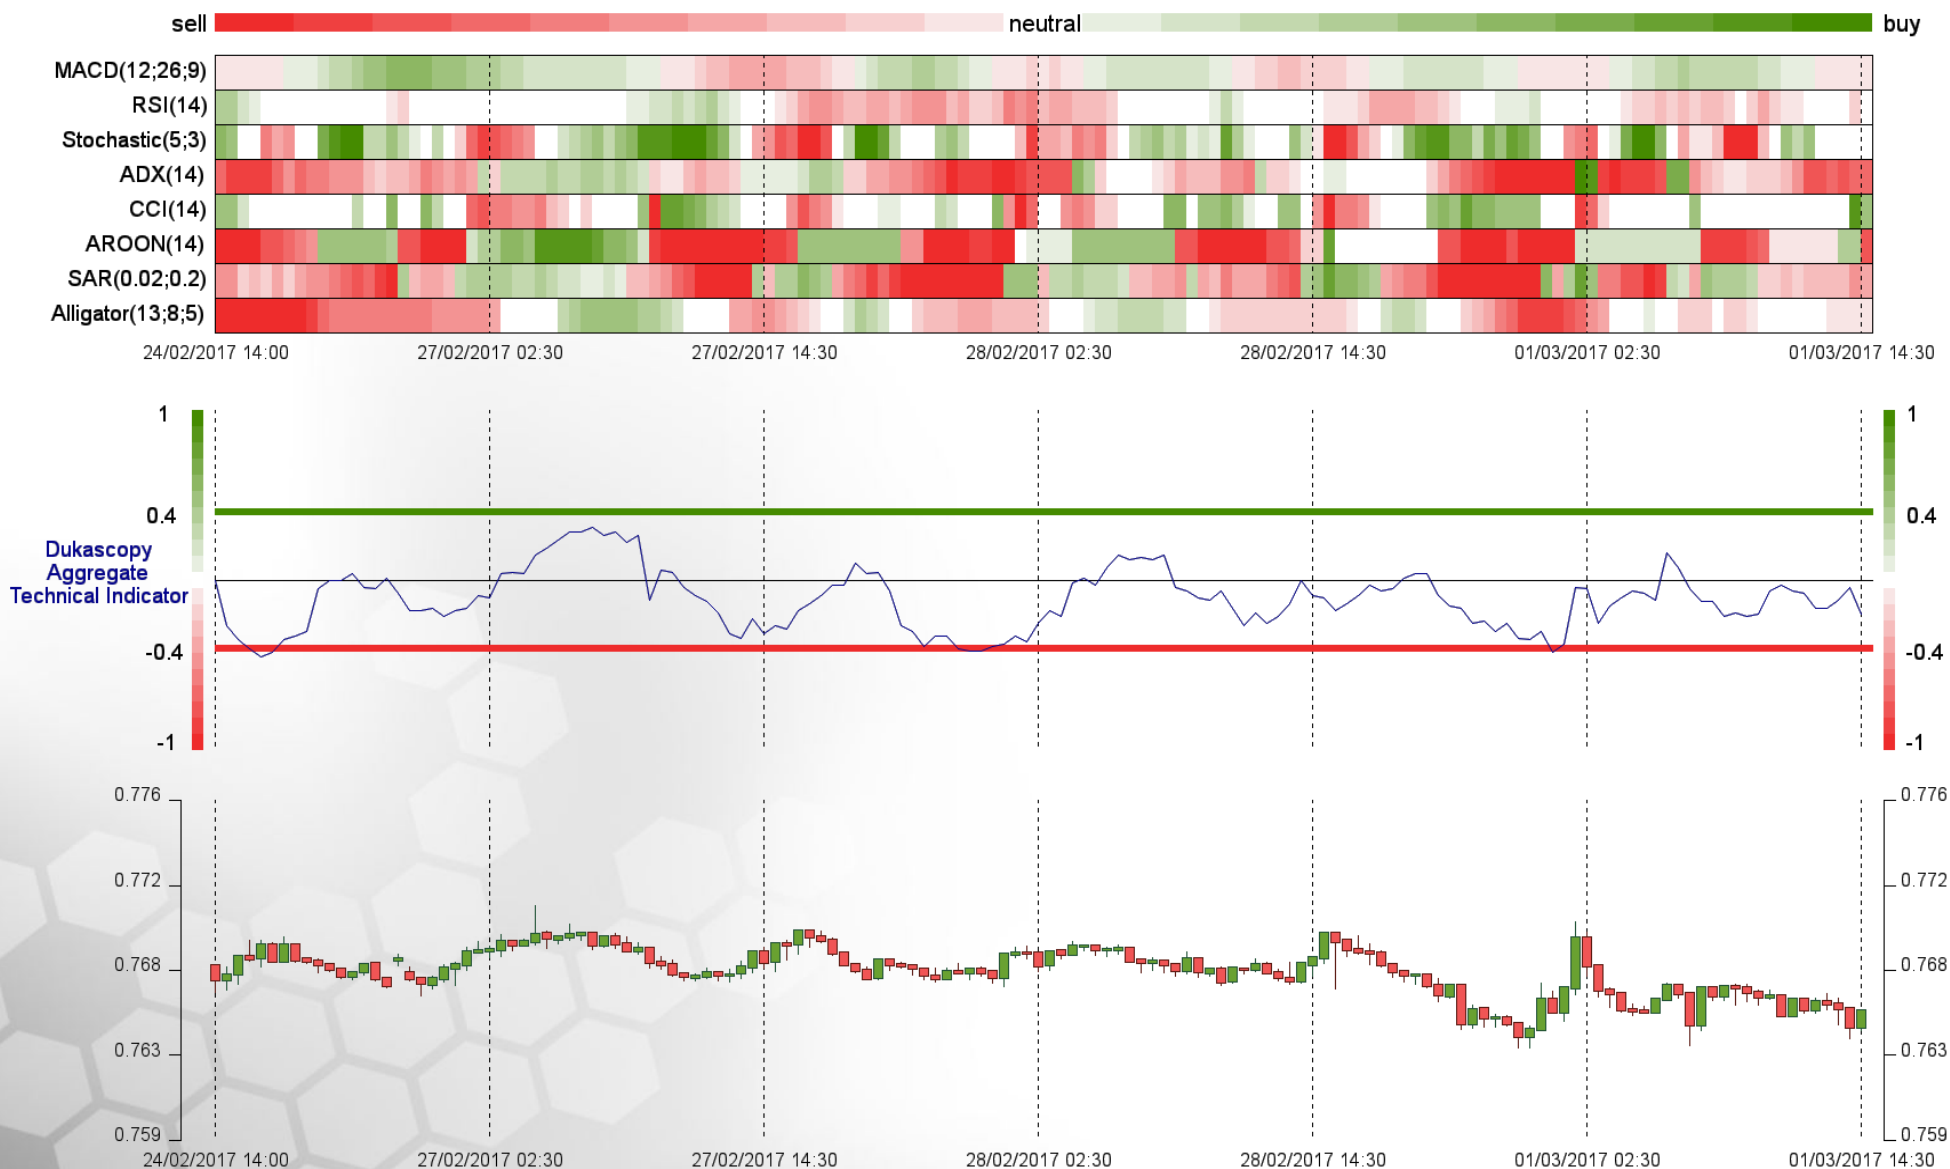 sell neutral buy
MACD(12;26;9)
RSI(14)
Stochastic(5;3)
ADX(14)
CCI(14)
AROON(14)
SAR(0.02;0.2)
Alligator(13;8;5)
24/02/2017 14:00 27/02/2017 02:30 27/02/2017 14:30 28/02/2017 02:30 28/02/2017 14:30 01/03/2017 02:30 01/03/2017 14:30
1 1
0.4 0.4
Dukascopy
Aggregate
Technical Indicator
-0.4 -0.4
-1 -1
0.776 0.776
0.772 0.772
0.768 0.768
0.763 0.763
0.759 0.759
24/02/2017 14:00 27/02/2017 02:30 27/02/2017 14:30 28/02/2017 02:30 28/02/2017 14:30 01/03/2017 02:30 01/03/2017 14:30